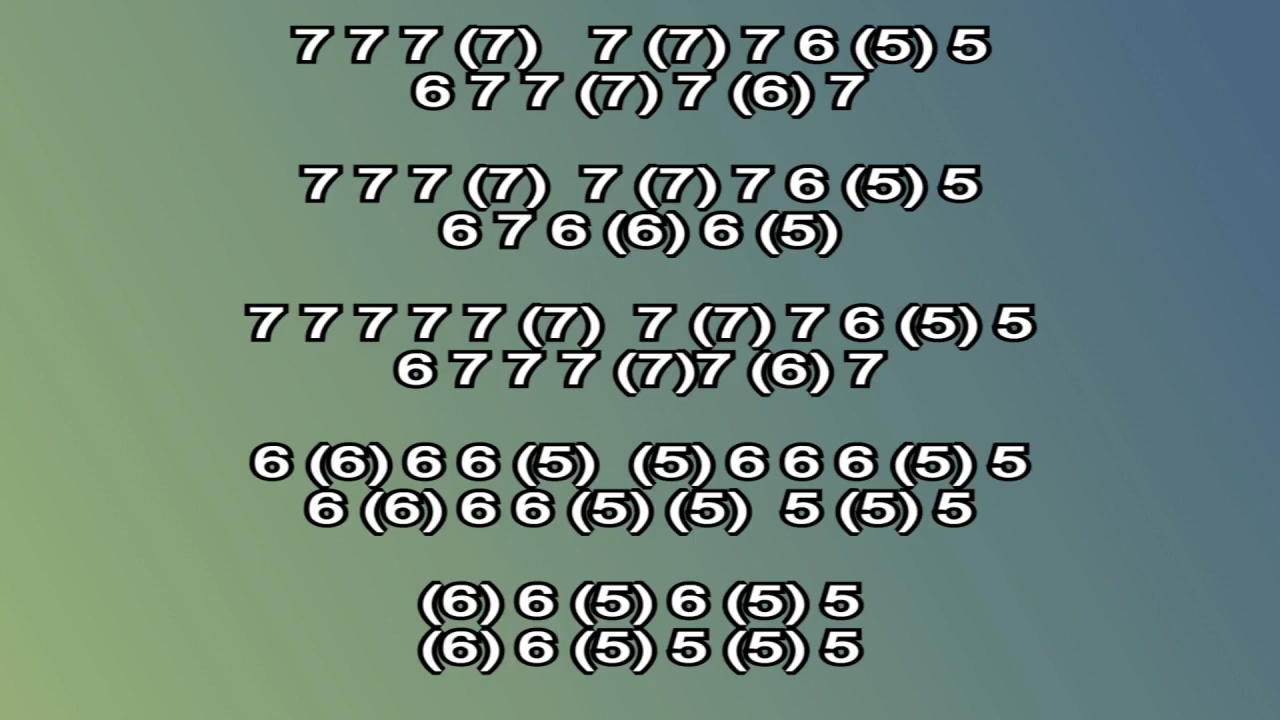 7 7 7 (7) 7 (7) 7 6 (5) 5
6 7 7 (7) 7 (6) 7
7 7 7 (7) 7 (7) 7 6 (5) 5
6 7 6 (6) 6 (5)
7 7 7 7 7 (7) 7 (7) 7 6 (5) 5
6 7 7 7 (7)7 (6) 7
6 (6) 6 6 (5) (5) 6 6 6 (5) 5
6 (6) 6 6 (5) (5) 5 (5) 5
(6) 6 (5) 6 (5) 5
(6) 6 (5) 5 (5) 5